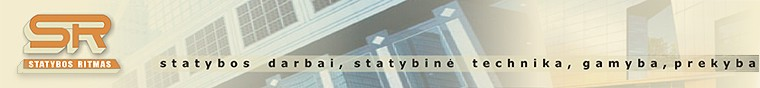 SR
STATYBOS RITMAS
statybos darbai, statybinė technika, gamyba, prekyba